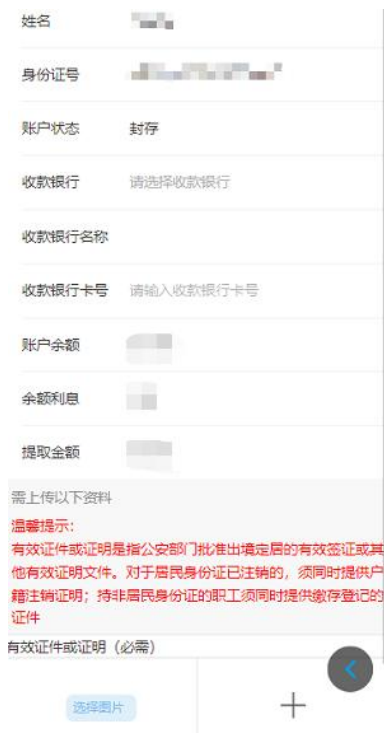 姓名
身份证号
账户状态 封存
收款银行 请选择收款银行
收款银行名称
收款银行卡号 请输入收款银行卡号
账户余额
余额利息
提取金额
需上传以下资料
温馨提示：
有效证件或证明是指公安部门批准出境定居的有效签证或其
他有效证明文件。对于居民身份证已注销的，须同时提供户
籍注销证明；持非居民身份证的职工须同时提供缴存登记的
证件
有效证件或证明（必需）
选择图片